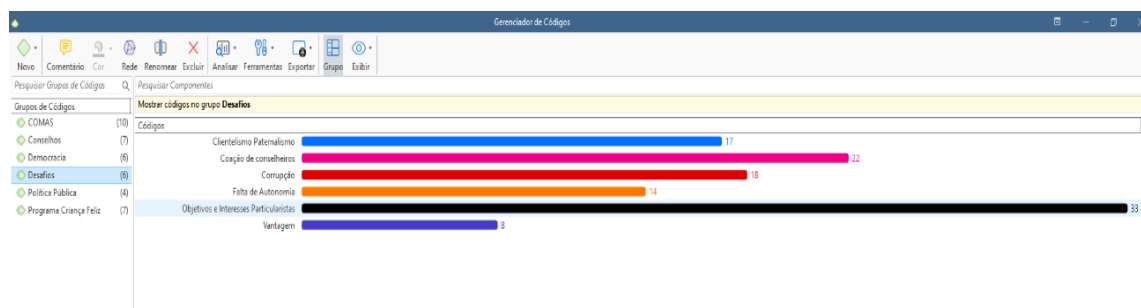 Gerenciador de Códigos
Novo Comentário Cor Rede Renomear Excluir Analisar Ferramentas Exportar Grupo Exibir
Pesquisar Grupos de Códigos Pesquisar Componentes
Grupos de Códigos
COMAS (10)
Conselhos (7)
Democracia (6)
Desafios (6)
Política Pública (4)
Programa Criança Feliz (7)
Mostrar códigos no grupo Desafios
Códigos
Clientelismo Paternalismo 17
Coação de conselheiros 22
Corrupção 18
Falta de Autonomia 14
Objetivos e Interesses Particularistas 33
Vantagem 8